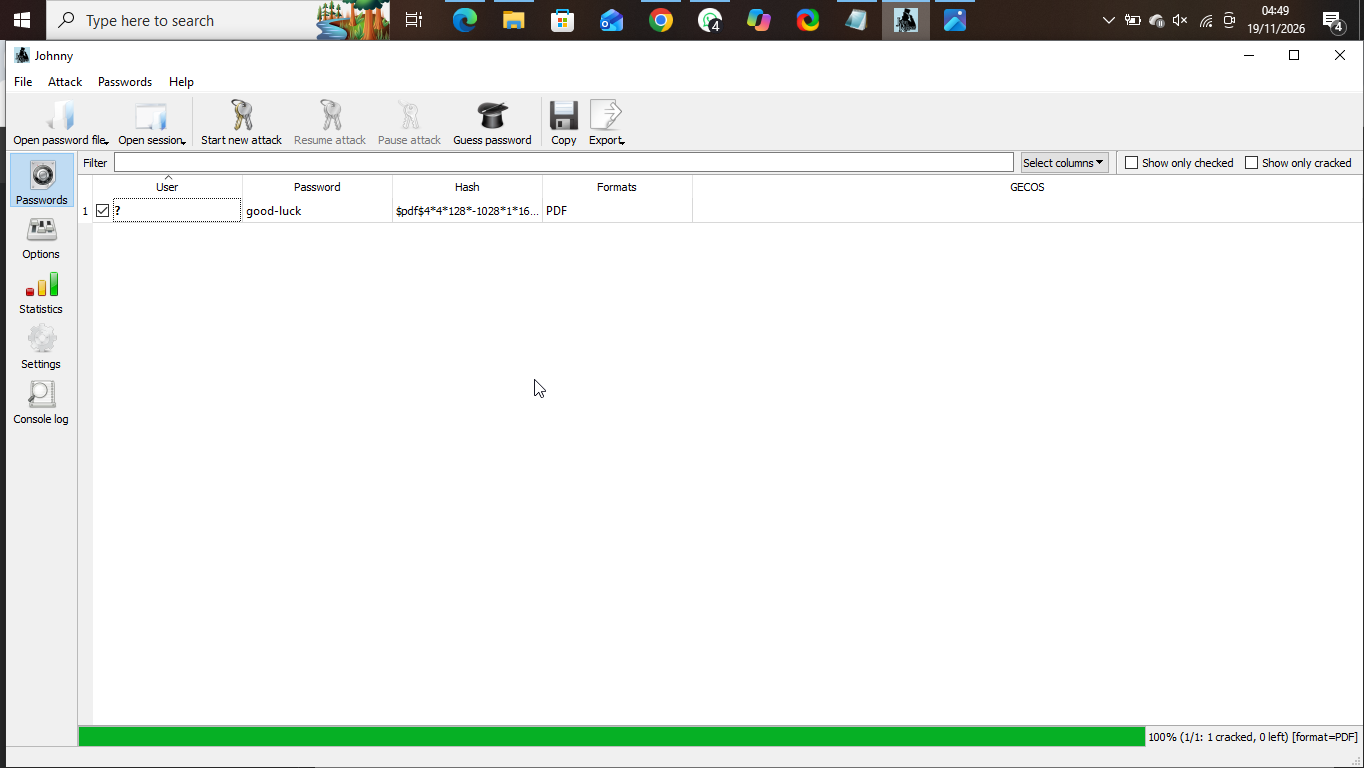 Type here to search
4
04:49
19/11/2026
4
Johnny
File Attack Passwords Help
Open password file Open session Start new attack Resume attack Pause attack Guess password Copy Export
Passwords
Options
Statistics
Settings
Console log
Filter Select columns Show only checked Show only cracked
User Password Hash Formats GECOS
1 ? good-luck $pdf$4*4*128*-1028*1*16... PDF
100% (1/1: 1 cracked, 0 left) [format=PDF]